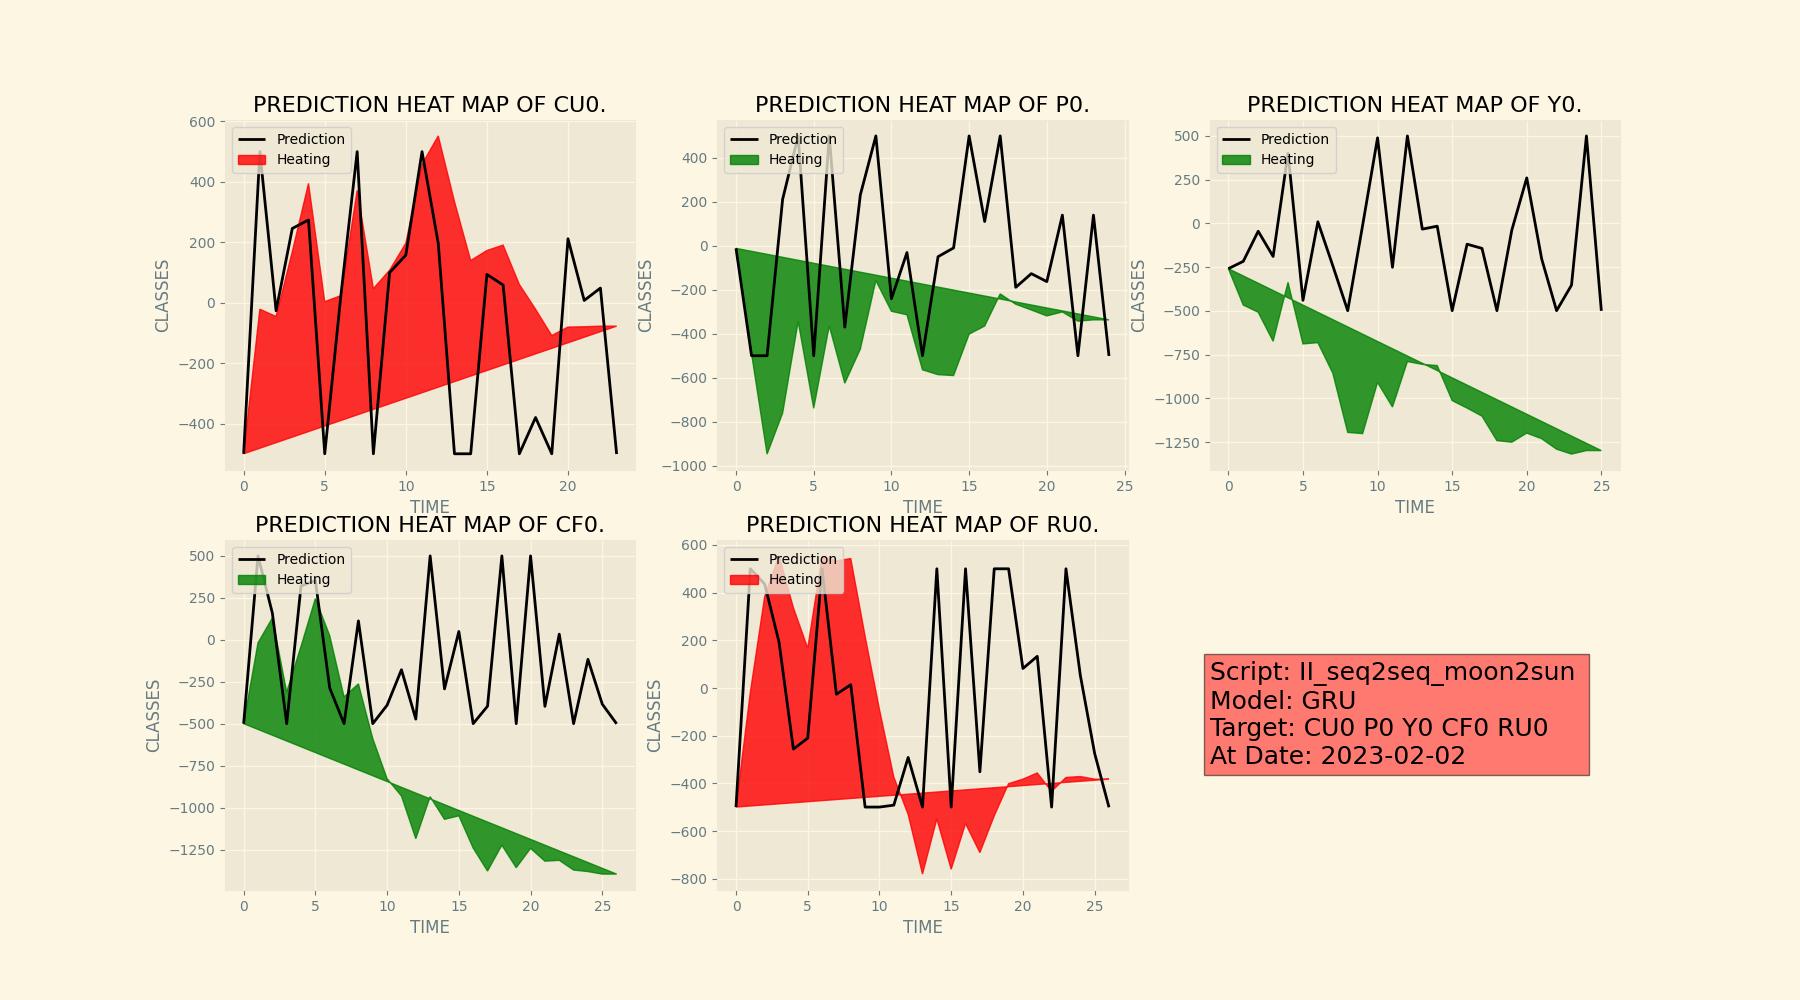 PREDICTION HEAT MAP OF CU0.
600
400
200
0
−200
−400
CLASSES
Prediction
Heating
0 5 10 15 20
TIME
PREDICTION HEAT MAP OF P0.
400
200
0
−200
−400
−600
−800
−1000
CLASSES
Prediction
Heating
0 5 10 15 20 25
TIME
PREDICTION HEAT MAP OF Y0.
500
250
0
−250
−500
−750
−1000
−1250
CLASSES
Prediction
Heating
0 5 10 15 20 25
TIME
PREDICTION HEAT MAP OF CF0.
500
250
0
−250
−500
−750
−1000
−1250
CLASSES
Prediction
Heating
0 5 10 15 20 25
TIME
PREDICTION HEAT MAP OF RU0.
600
400
200
0
−200
−400
−600
−800
CLASSES
Prediction
Heating
0 5 10 15 20 25
TIME
Script: II_seq2seq_moon2sun
Model: GRU
Target: CU0 P0 Y0 CF0 RU0
At Date: 2023-02-02